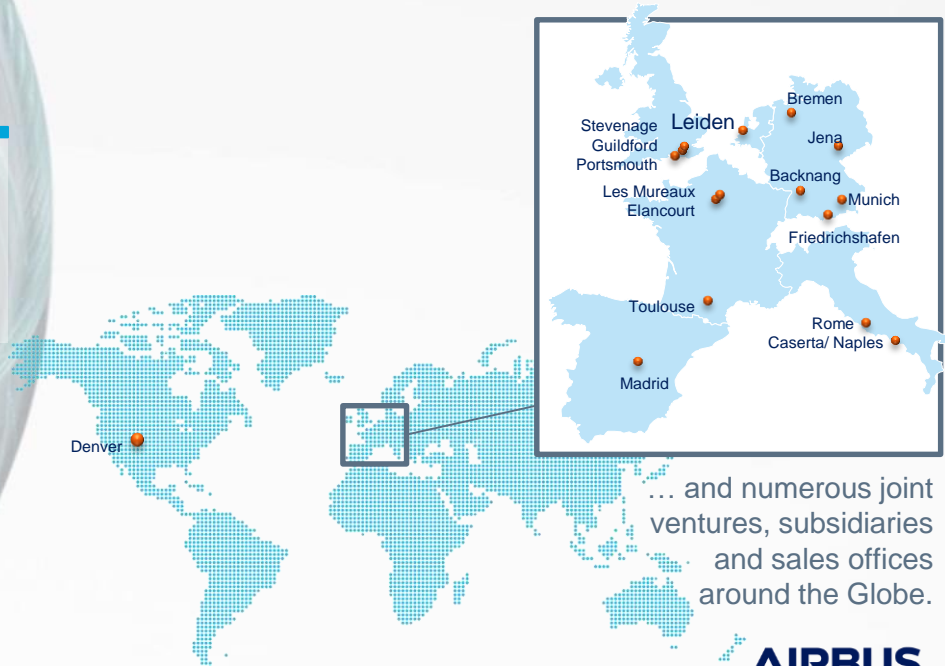 Bremen
Stevenage
Leiden
Guildford
Jena
Portsmouth
Backnang
Les Mureaux
Munich
Elancourt
Friedrichshafen
Toulouse
Rome
Caserta/ Naples
Madrid
Denver
… and numerous joint
ventures, subsidiaries
and sales offices
around the Globe.
AIRBUS